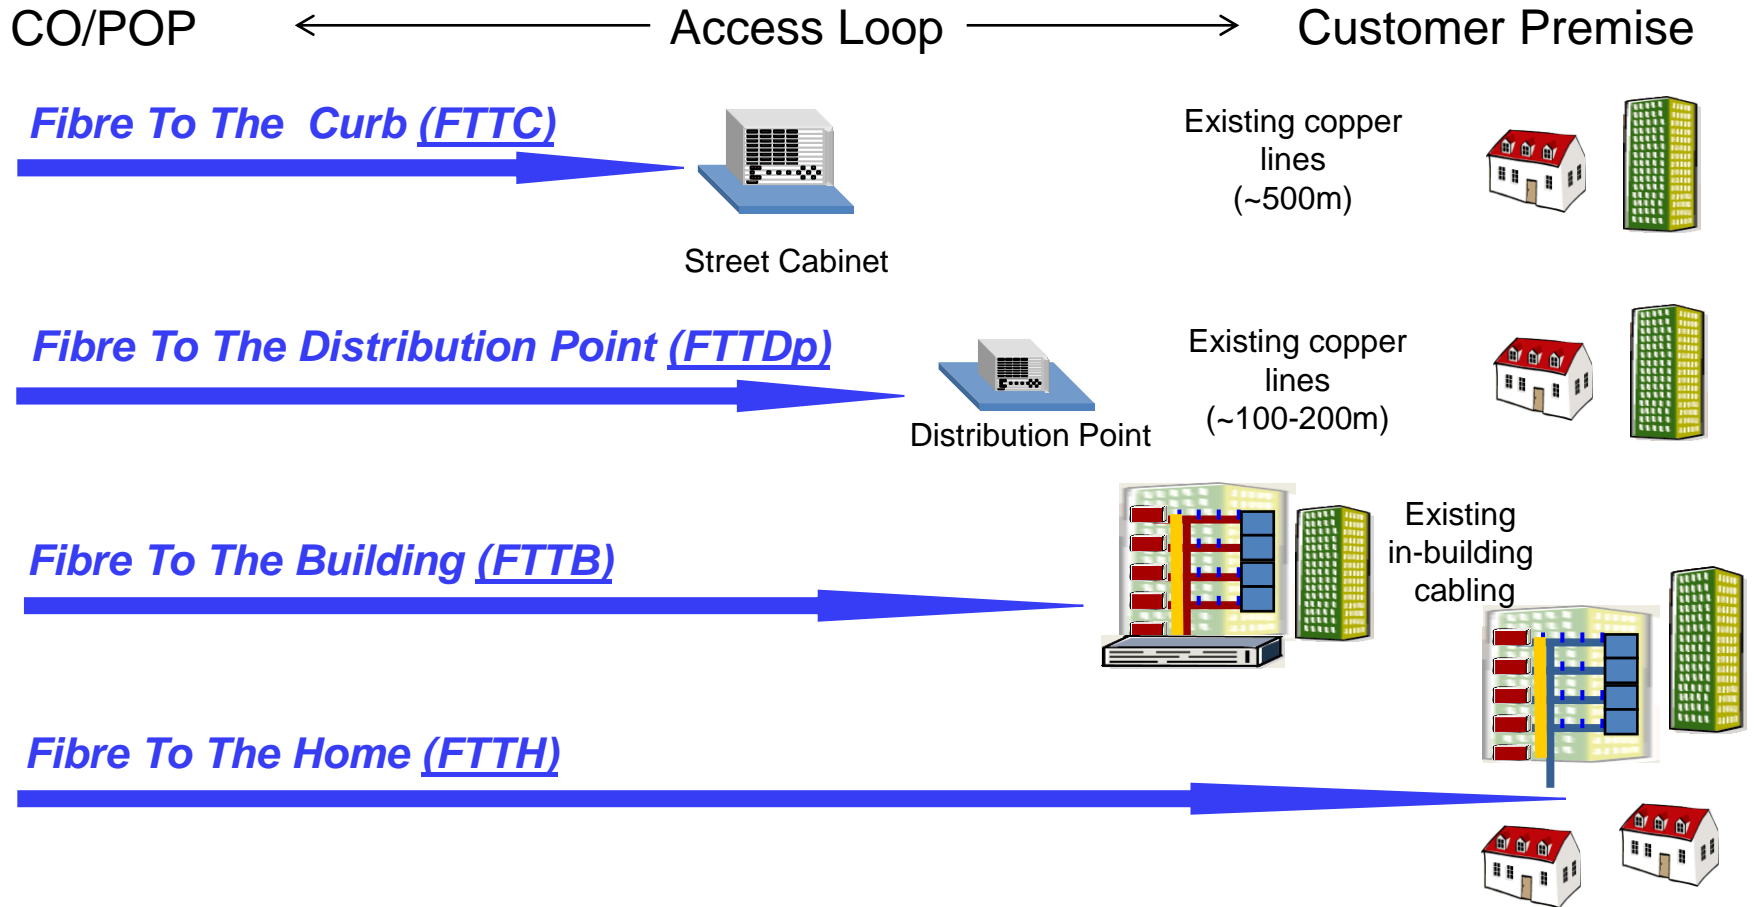 CO/POP Access Loop Customer Premise
Fibre To The Curb (FTTC)
Existing copper
lines
(~500m)
Street Cabinet
Fibre To The Distribution Point (FTTDp)
Existing copper
lines
(~100-200m)
Distribution Point
Fibre To The Building (FTTB)
Existing
in-building
cabling
Fibre To The Home (FTTH)